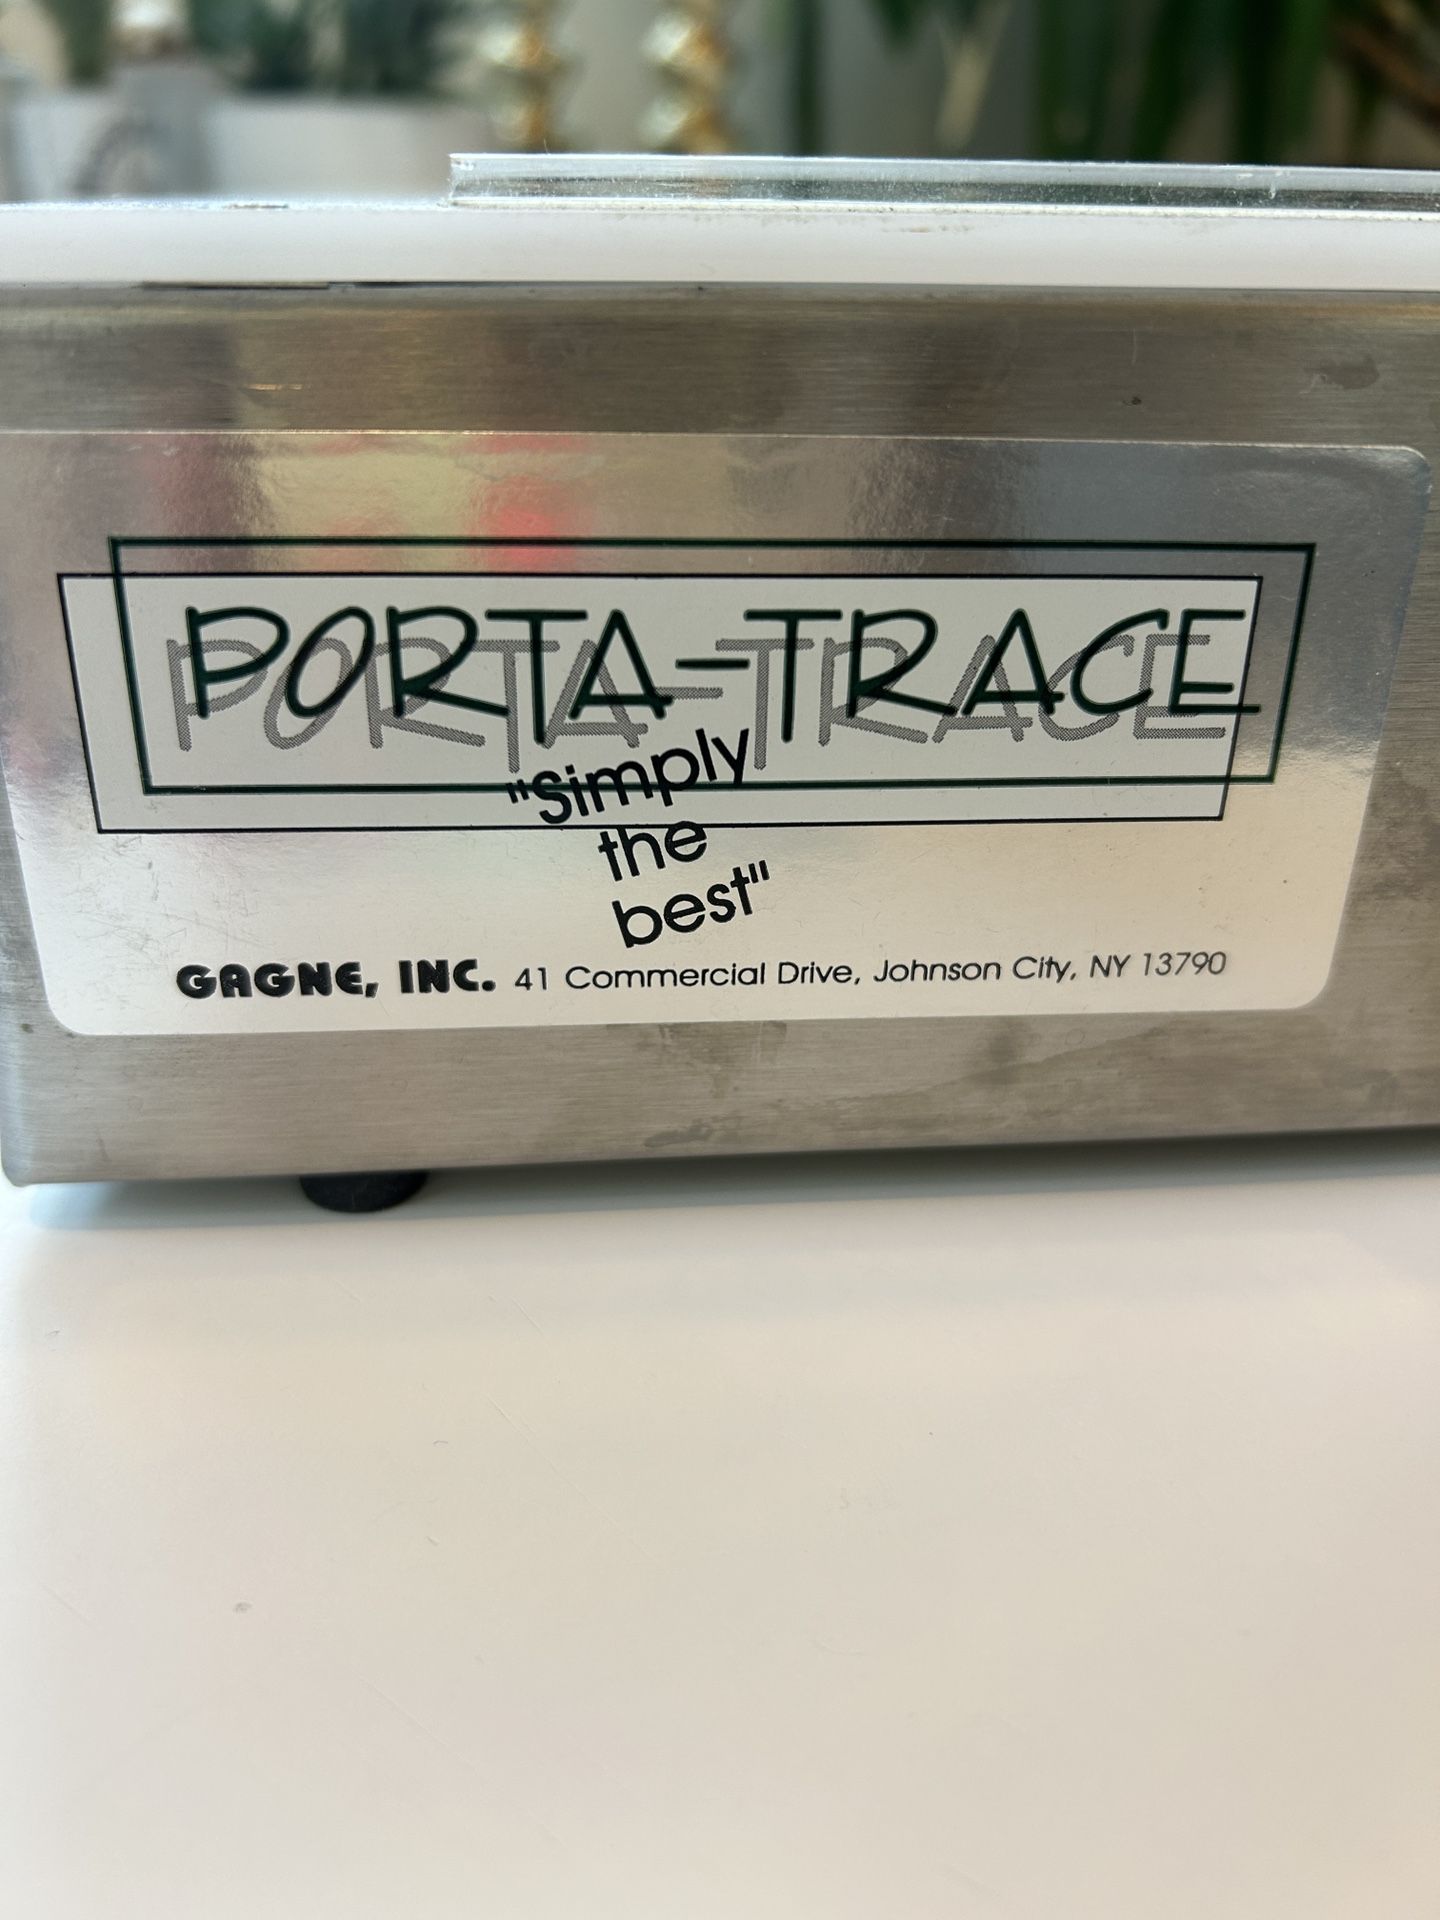 PORTA-TRACE
"Simply
the
best"
GAGNE, INC. 41 Commercial Drive, Johnson City, NY 13790